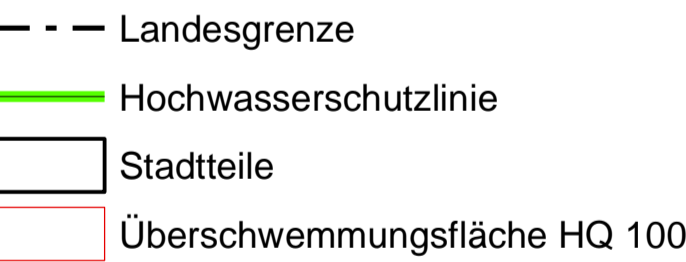 Landesgrenze
Hochwasserschutzlinie
Stadtteile
Überschwemmungsfläche HQ 100